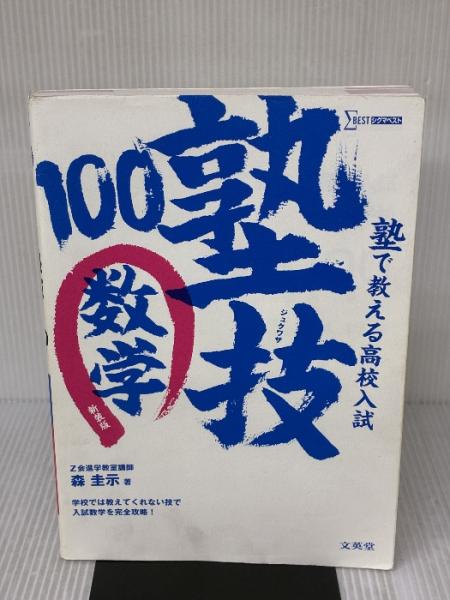 ΣBEST シグマベスト
塾で教える高校入試
塾技
ジュクワザ
100
数学
新装版
Z会進学教室講師
森 圭示 著
学校では教えてくれない技で
入試数学を完全攻略！
文英堂